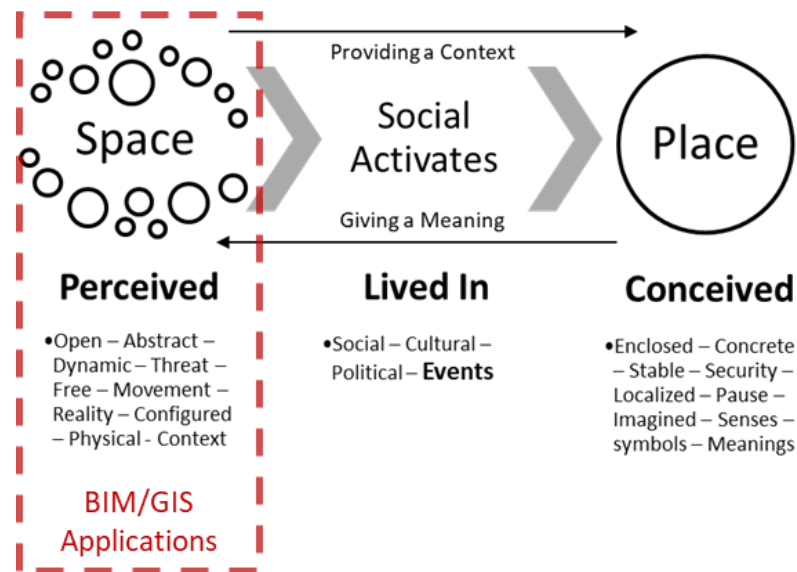 Providing a Context
Space
Social
Activates
Place
Giving a Meaning
Perceived
Lived In
Conceived
•Open – Abstract –
Dynamic – Threat –
Free – Movement –
Reality – Configured
– Physical - Context
•Social – Cultural –
Political – Events
•Enclosed – Concrete
– Stable – Security –
Localized – Pause –
Imagined – Senses –
symbols – Meanings
BIM/GIS
Applications